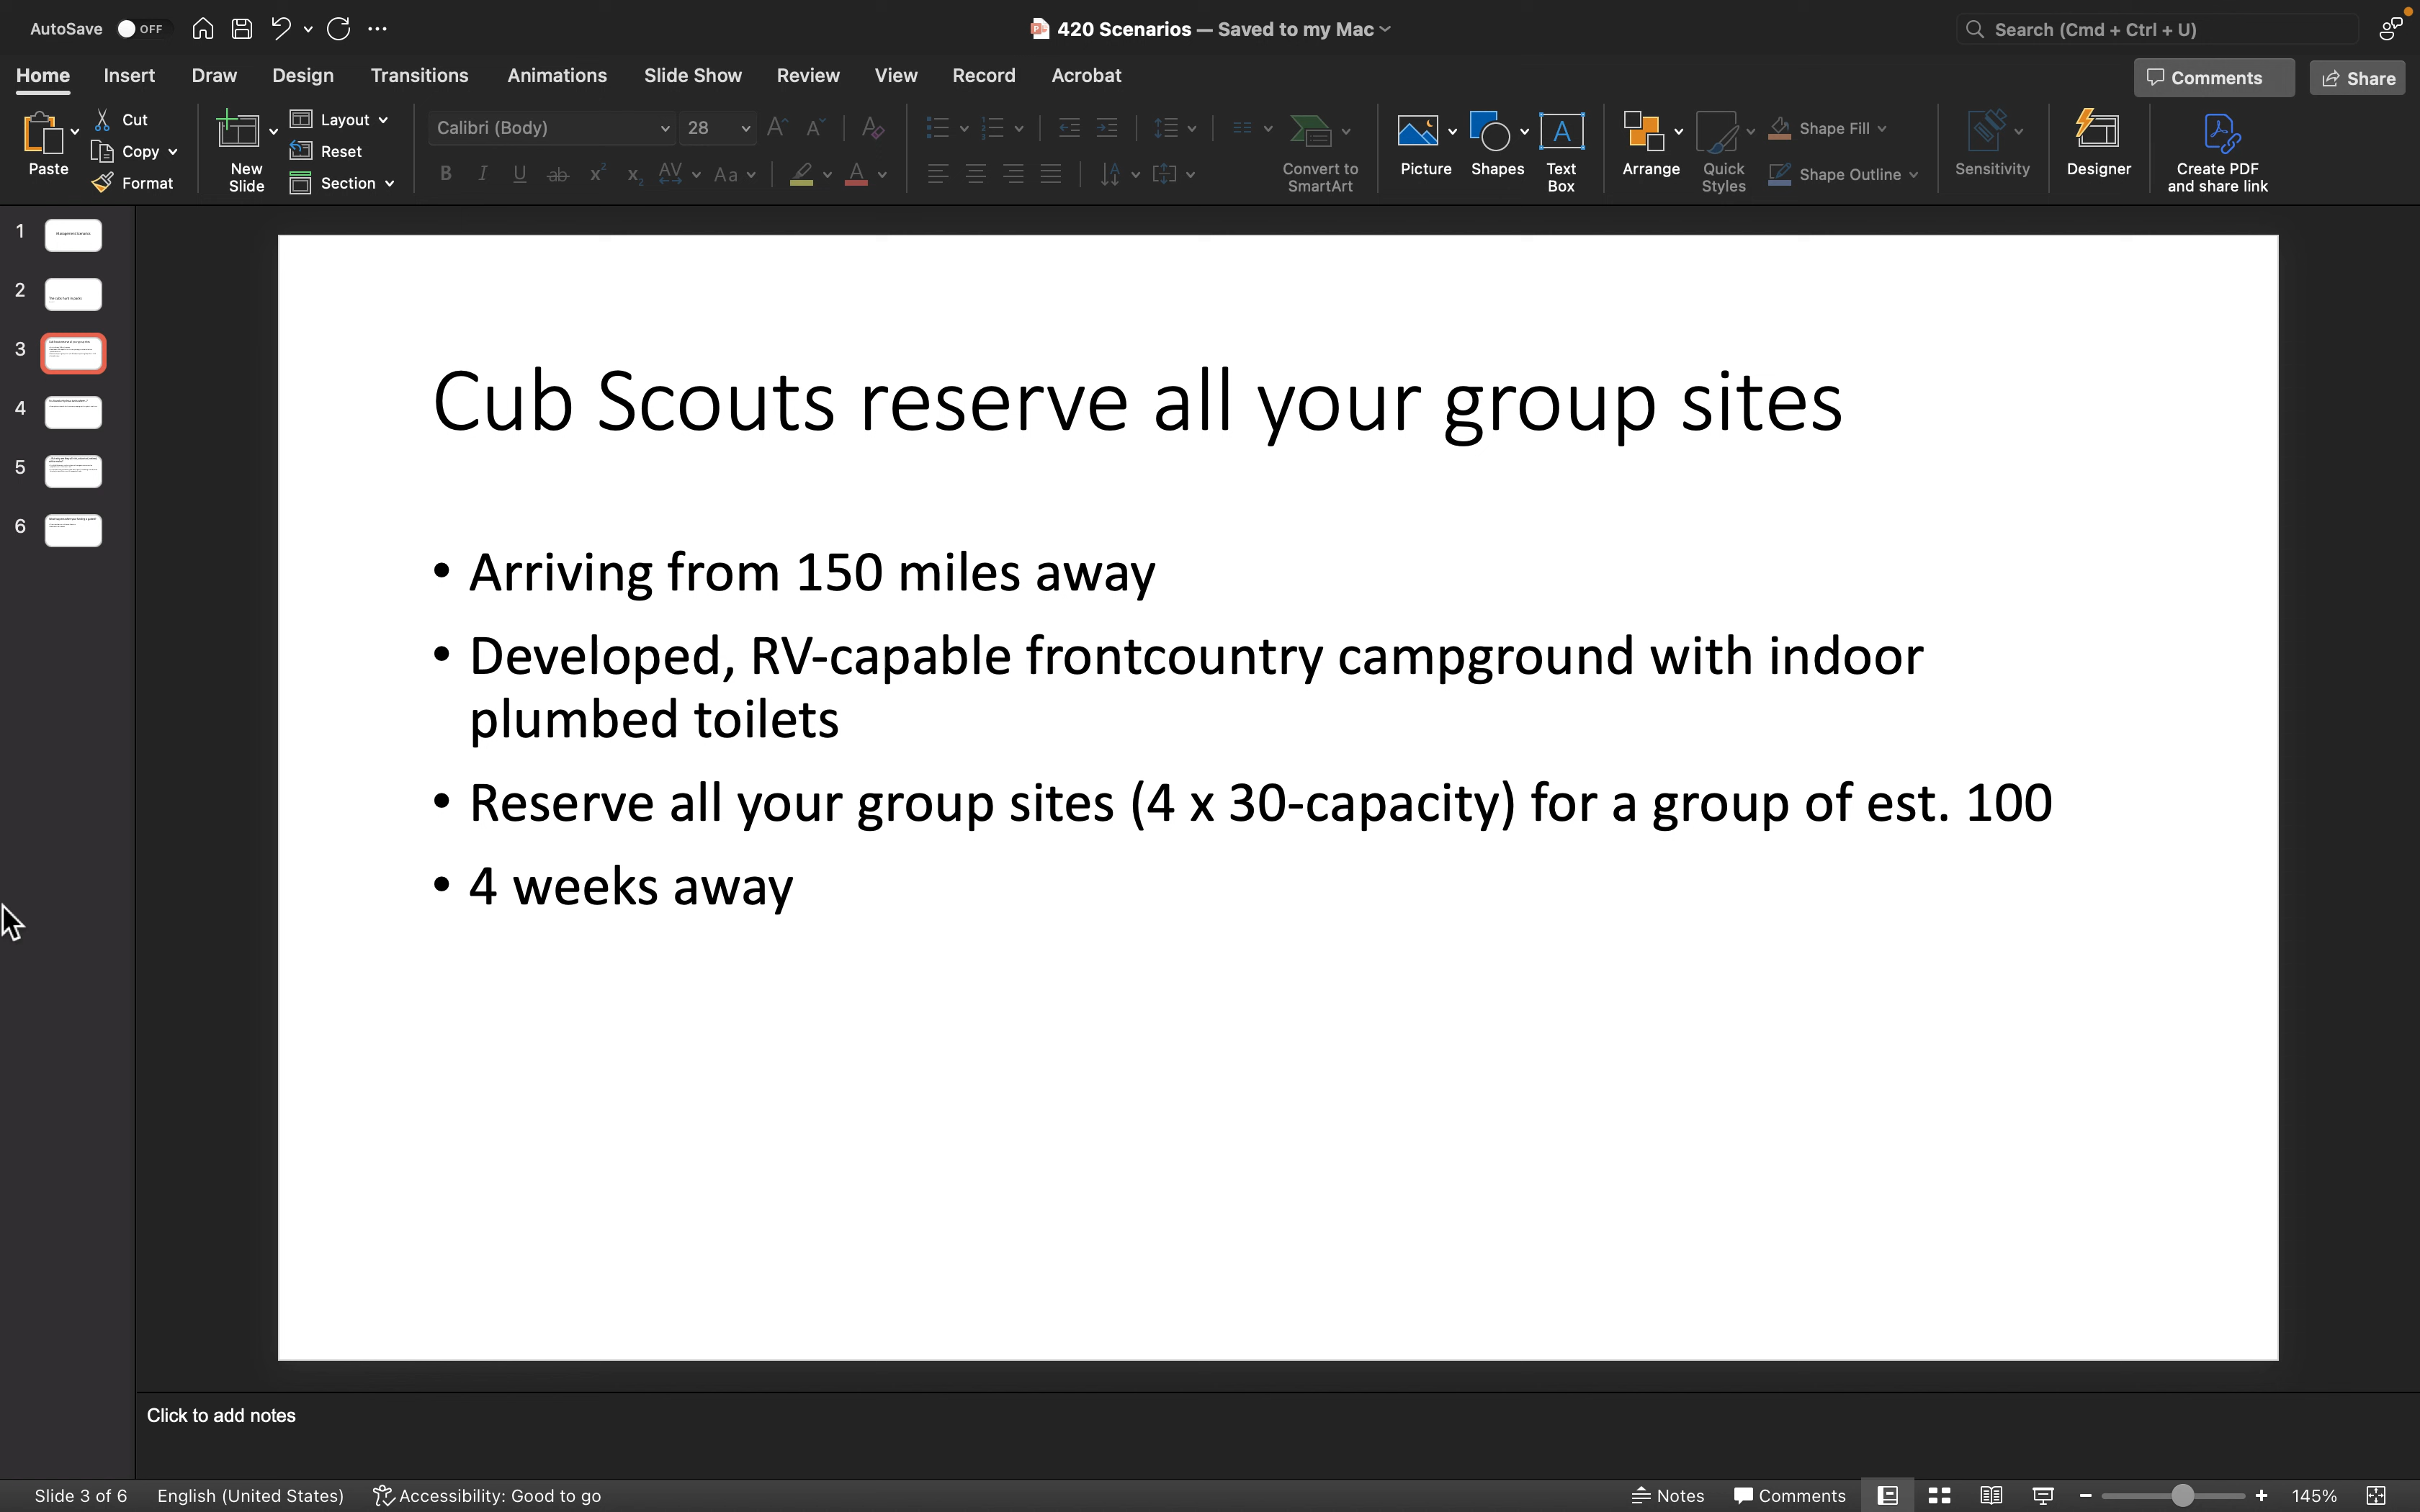 AutoSave OFF
420 Scenarios — Saved to my Mac
Search (Cmd + Ctrl + U)
Home Insert Draw Design Transitions Animations Slide Show Review View Record Acrobat
Comments Share
Paste
Cut
Copy
Format
New
Slide
Layout
Reset
Section
Calibri (Body) 28
Convert to
SmartArt
Picture
Shapes
Text
Box
Arrange
Quick
Styles
Shape Fill
Shape Outline
Sensitivity
Designer
Create PDF
and share link
1
2
3
4
5
6
Cub Scouts reserve all your group sites
• Arriving from 150 miles away
• Developed, RV-capable frontcountry campground with indoor
plumbed toilets
• Reserve all your group sites (4 x 30-capacity) for a group of est. 100
• 4 weeks away
Click to add notes
Slide 3 of 6 English (United States) Accessibility: Good to go
Notes Comments 145%